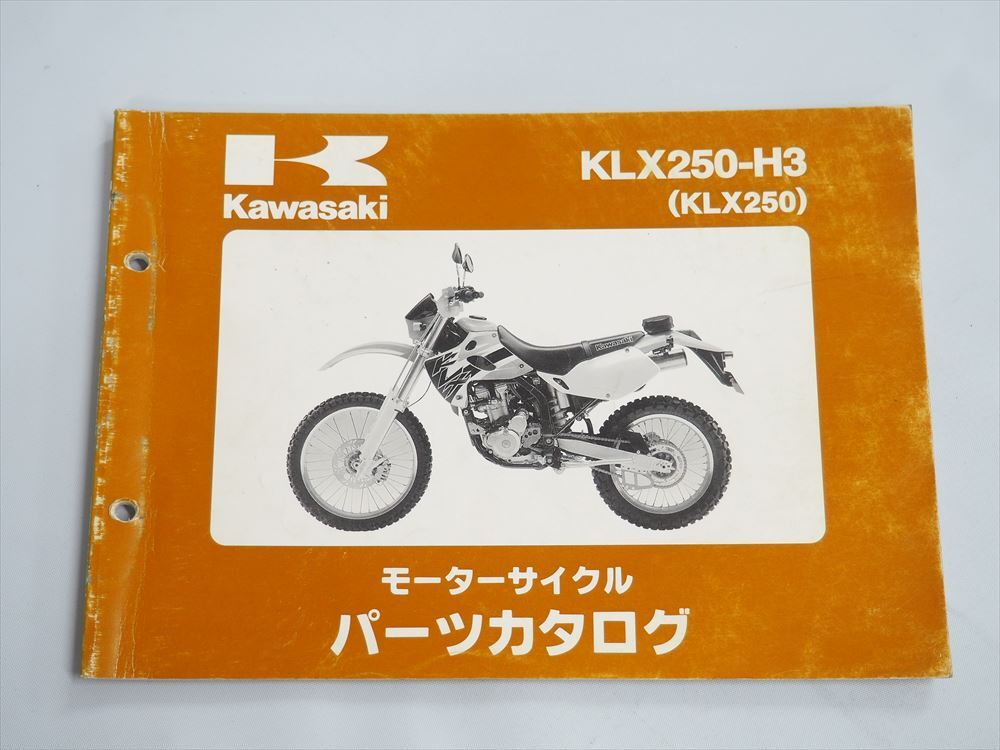 Kawasaki
KLX250-H3
(KLX250)
Kawasaki
モーターサイクル
パーツカタログ